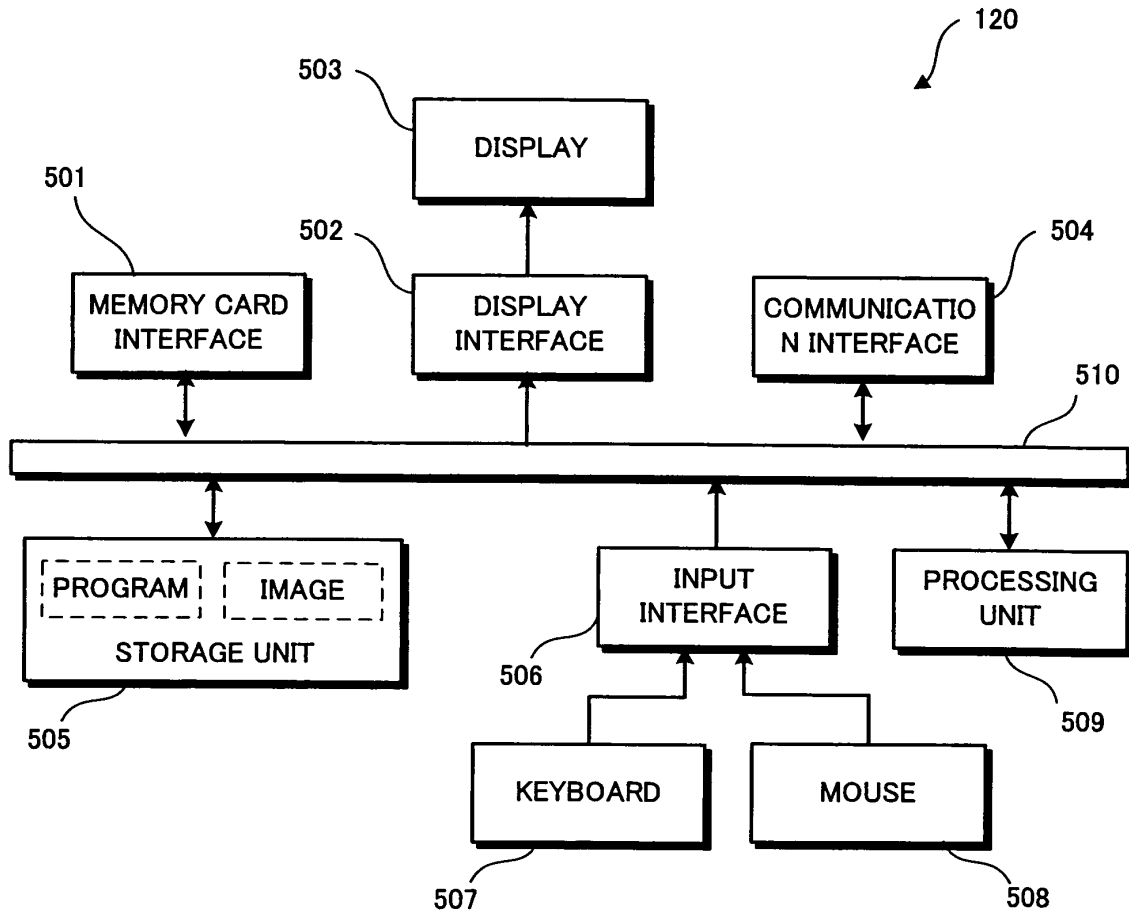 120
503
DISPLAY
501
502
504
MEMORY CARD
INTERFACE
DISPLAY
INTERFACE
COMMUNICATIO
N INTERFACE
510
PROGRAM
IMAGE
STORAGE UNIT
505
INPUT
INTERFACE
506
PROCESSING
UNIT
509
KEYBOARD
507
MOUSE
508